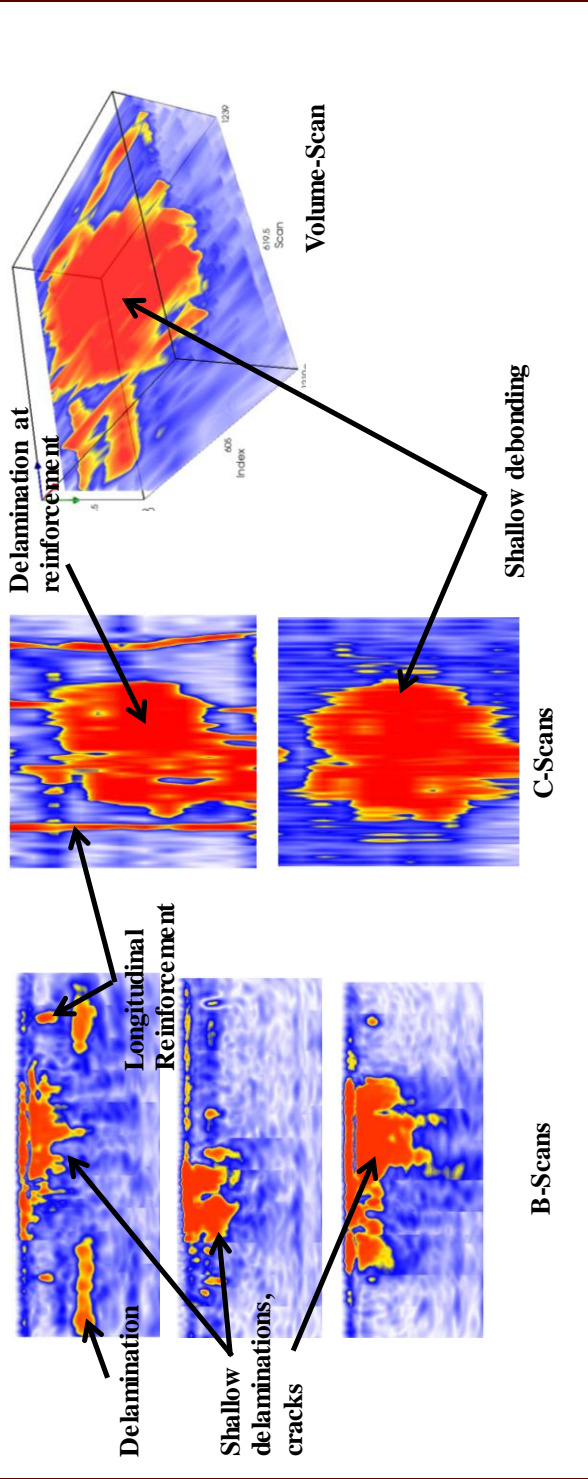 Delamination
Shallow
delaminations,
cracks
Longitudinal
Reinforcement
B-Scans
Delamination at
reinforcement
C-Scans
Shallow debonding
Volume-Scan
Index
605
Scan
619.5
1239
.5